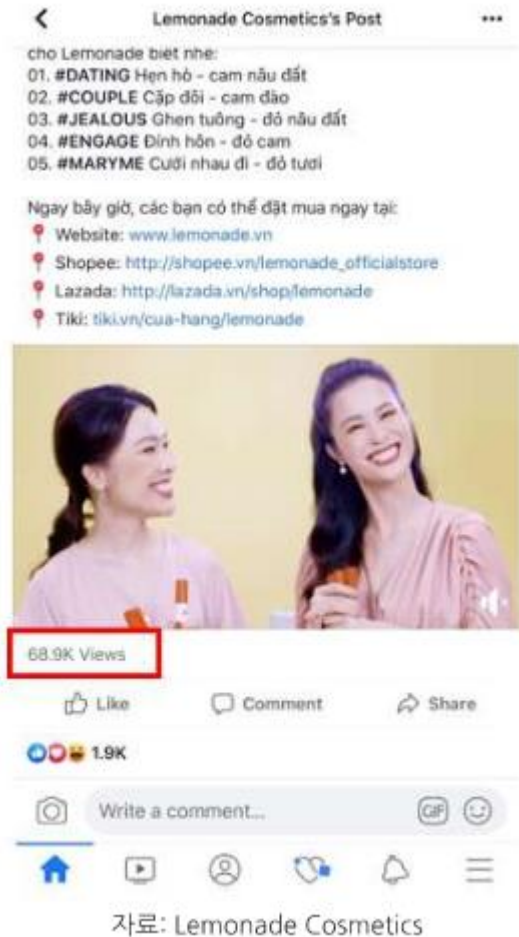 Lemonade Cosmetics's Post
cho Lemonade biết nhé:
01. #DATING Hẹn hò - cam nâu đất
02. #COUPLE Cặp đôi - cam đào
03. #JEALOUS Ghen tuông - đỏ nâu đất
04. #ENGAGE Đính hôn - đỏ cam
05. #MARYME Cưới nhau đi - đỏ tươi
Ngay bây giờ, các bạn có thể đặt mua ngay tại:
Website: www.lemonade.vn
Shopee: http://shopee.vn/lemonade_officialstore
Lazada: http://lazada.vn/shop/lemonade
Tiki: tiki.vn/cua-hang/lemonade
68.9K Views
Like Comment Share
1.9K
Write a comment... GIF
자료: Lemonade Cosmetics